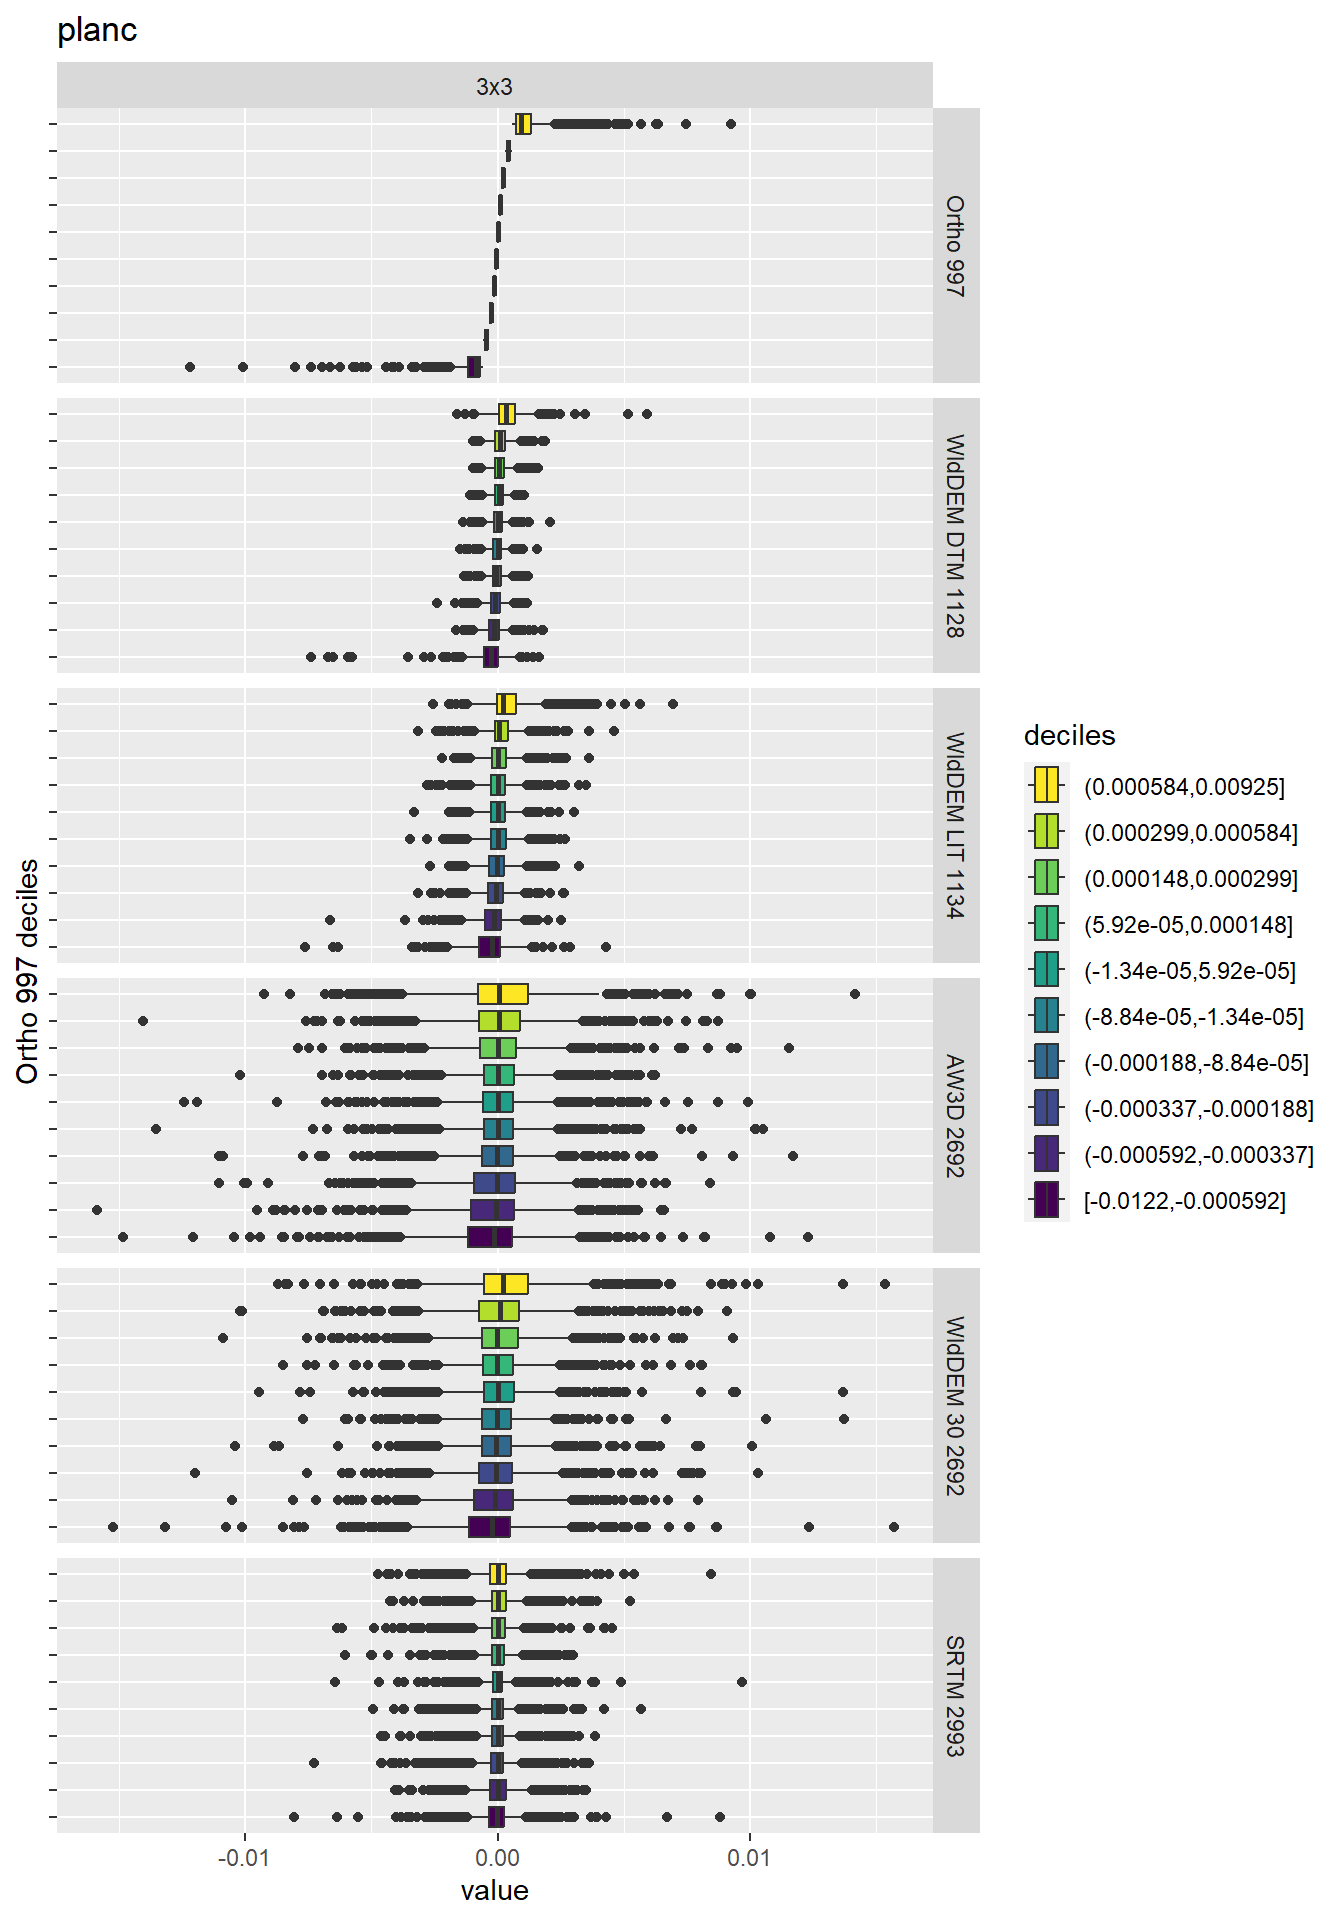 planc
3x3
Ortho 997
WldDEM DTM 1128
WldDEM LIT 1134
AW3D 2692
WldDEM 30 2692
SRTM 2993
Ortho 997 deciles
-0.01
0.00
0.01
value
deciles
(0.000584,0.00925]
(0.000299,0.000584]
(0.000148,0.000299]
(5.92e-05,0.000148]
(-1.34e-05,5.92e-05]
(-8.84e-05,-1.34e-05]
(-0.000188,-8.84e-05]
(-0.000337,-0.000188]
(-0.000592,-0.000337]
[-0.0122,-0.000592]